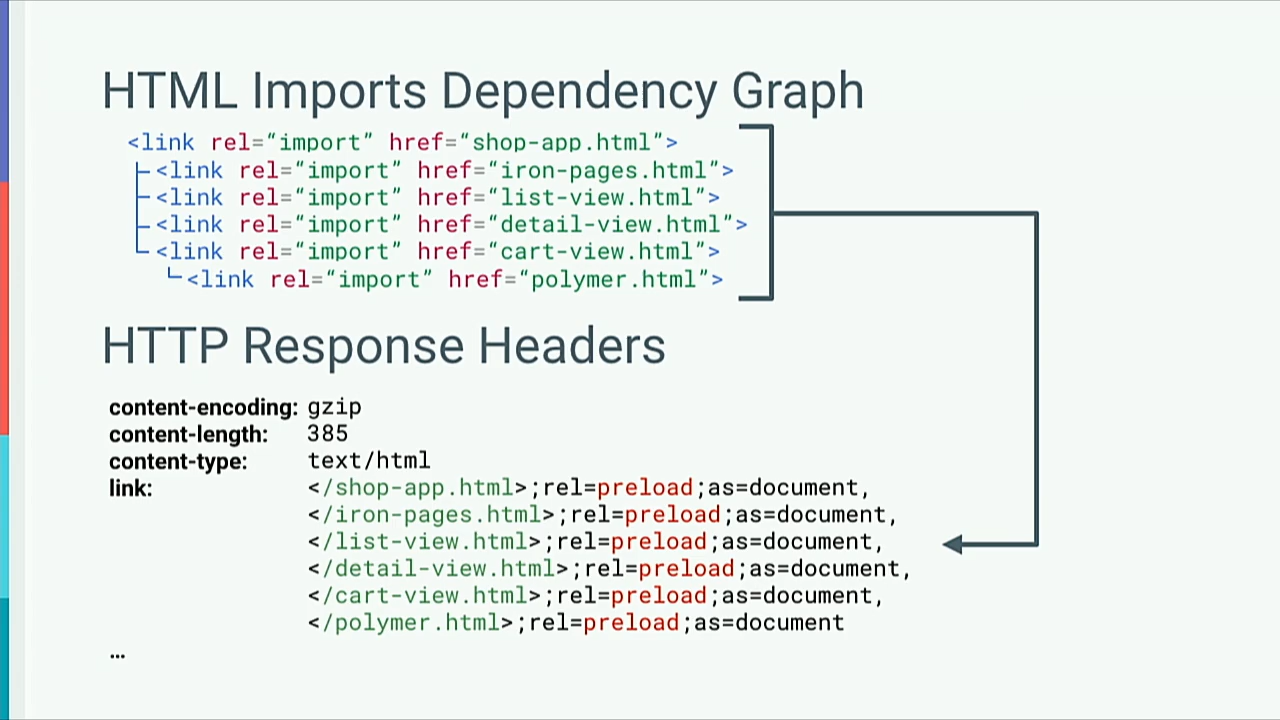 HTML Imports Dependency Graph
<link rel=“import” href=“shop-app.html”>
<link rel=“import” href=“iron-pages.html”>
<link rel=“import” href=“list-view.html”>
<link rel=“import” href=“detail-view.html”>
<link rel=“import” href=“cart-view.html”>
<link rel=“import” href=“polymer.html”>
HTTP Response Headers
content-encoding: gzip
content-length: 385
content-type: text/html
link: </shop-app.html>;rel=preload;as=document,
</iron-pages.html>;rel=preload;as=document,
</list-view.html>;rel=preload;as=document,
</detail-view.html>;rel=preload;as=document,
</cart-view.html>;rel=preload;as=document,
</polymer.html>;rel=preload;as=document
…